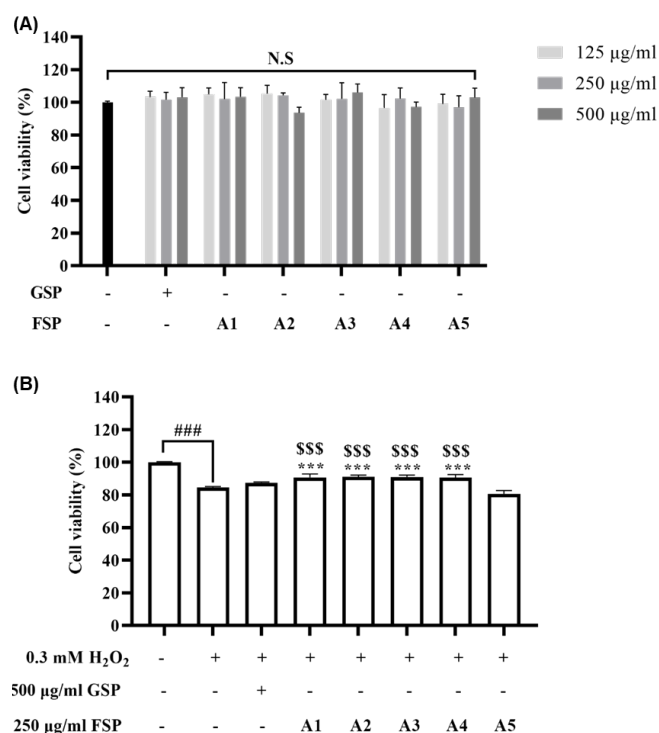 (A)
140
120
100
80
60
40
20
0
Cell viability (%)
N.S
125 µg/ml
250 µg/ml
500 µg/ml
GSP - + - - - - -
FSP - - A1 A2 A3 A4 A5
(B)
140
120
100
80
60
40
20
0
Cell viability (%)
###
$$$ $$$ $$$ $$$
*** *** *** ***
0.3 mM H₂O₂ - + + + + + + +
500 µg/ml GSP - - + - - - - -
250 µg/ml FSP - - - A1 A2 A3 A4 A5